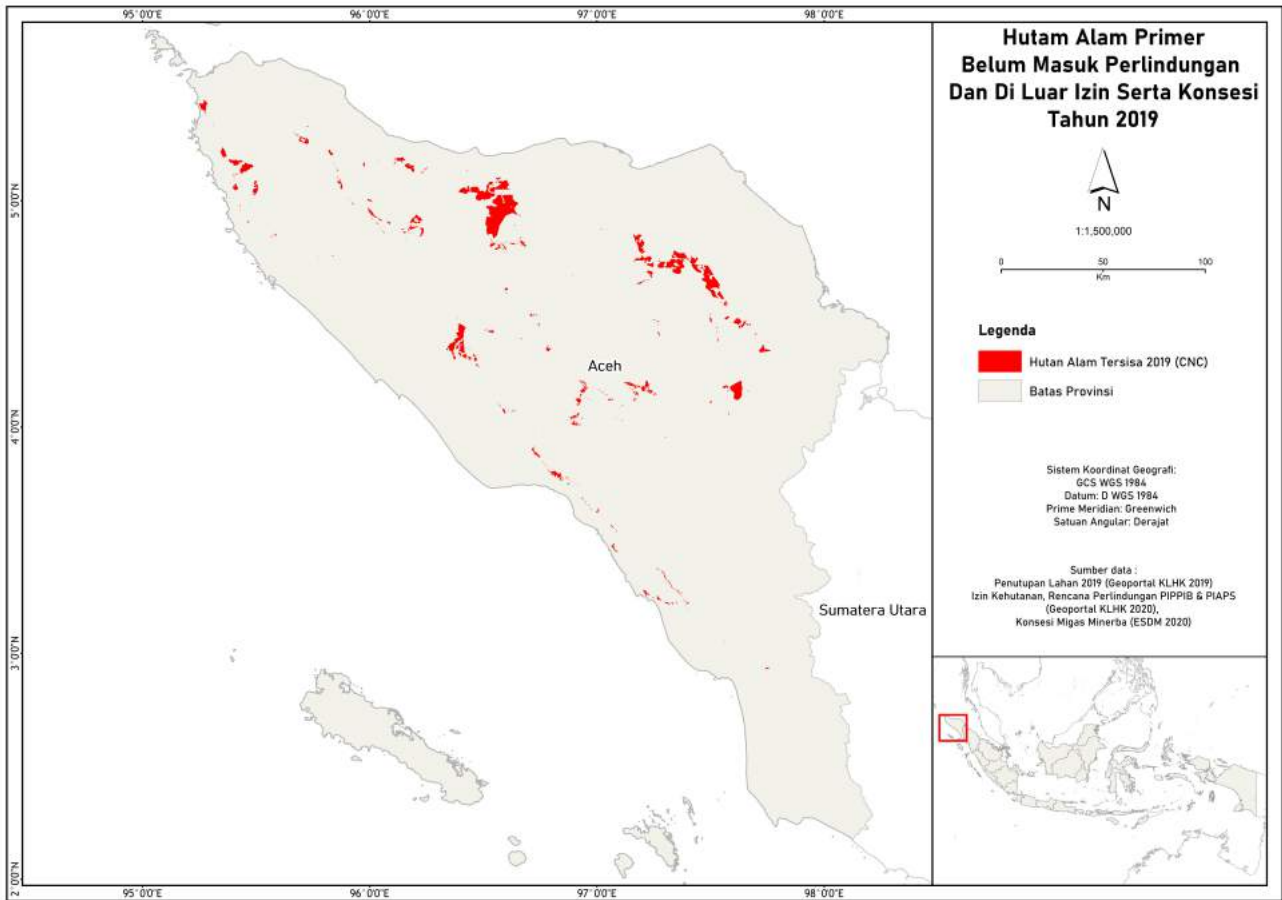 95°0'0"E 96°0'0"E 97°0'0"E 98°0'0"E
5°0'0"N
4°0'0"N
3°0'0"N
2°0'0"N
Aceh
Sumatera Utara
95°0'0"E 96°0'0"E 97°0'0"E 98°0'0"E
Hutam Alam Primer
Belum Masuk Perlindungan
Dan Di Luar Izin Serta Konsesi
Tahun 2019
N
1:1,500,000
0 50 100
Km
Legenda
Hutan Alam Tersisa 2019 (CNC)
Batas Provinsi
Sistem Koordinat Geografi:
GCS WGS 1984
Datum: D WGS 1984
Prime Meridian: Greenwich
Satuan Angular: Derajat
Sumber data :
Penutupan Lahan 2019 (Geoportal KLHK 2019)
Izin Kehutanan, Rencana Perlindungan PIPPIB & PIAPS
(Geoportal KLHK 2020),
Konsesi Migas Minerba (ESDM 2020)